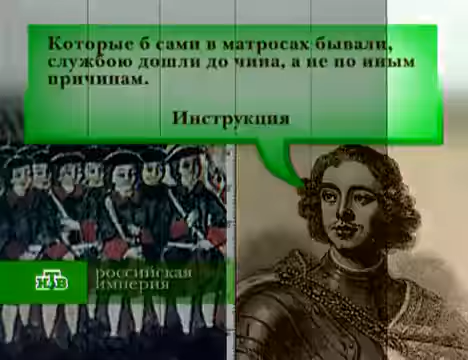 Которые б сами в матросах бывали,
службою дошли до чина, а не по иным
причинам.
Инструкция
НТВ
российская
империя